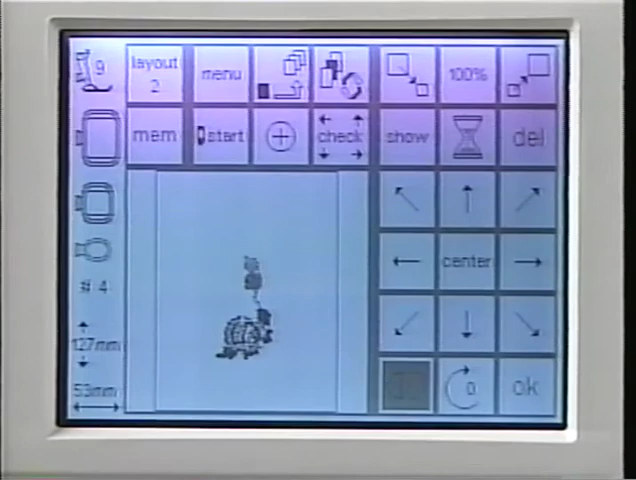 9
layout
2
menu
100%
mem
start
check
show
del
center
# 4
127mm
53mm
0
ok